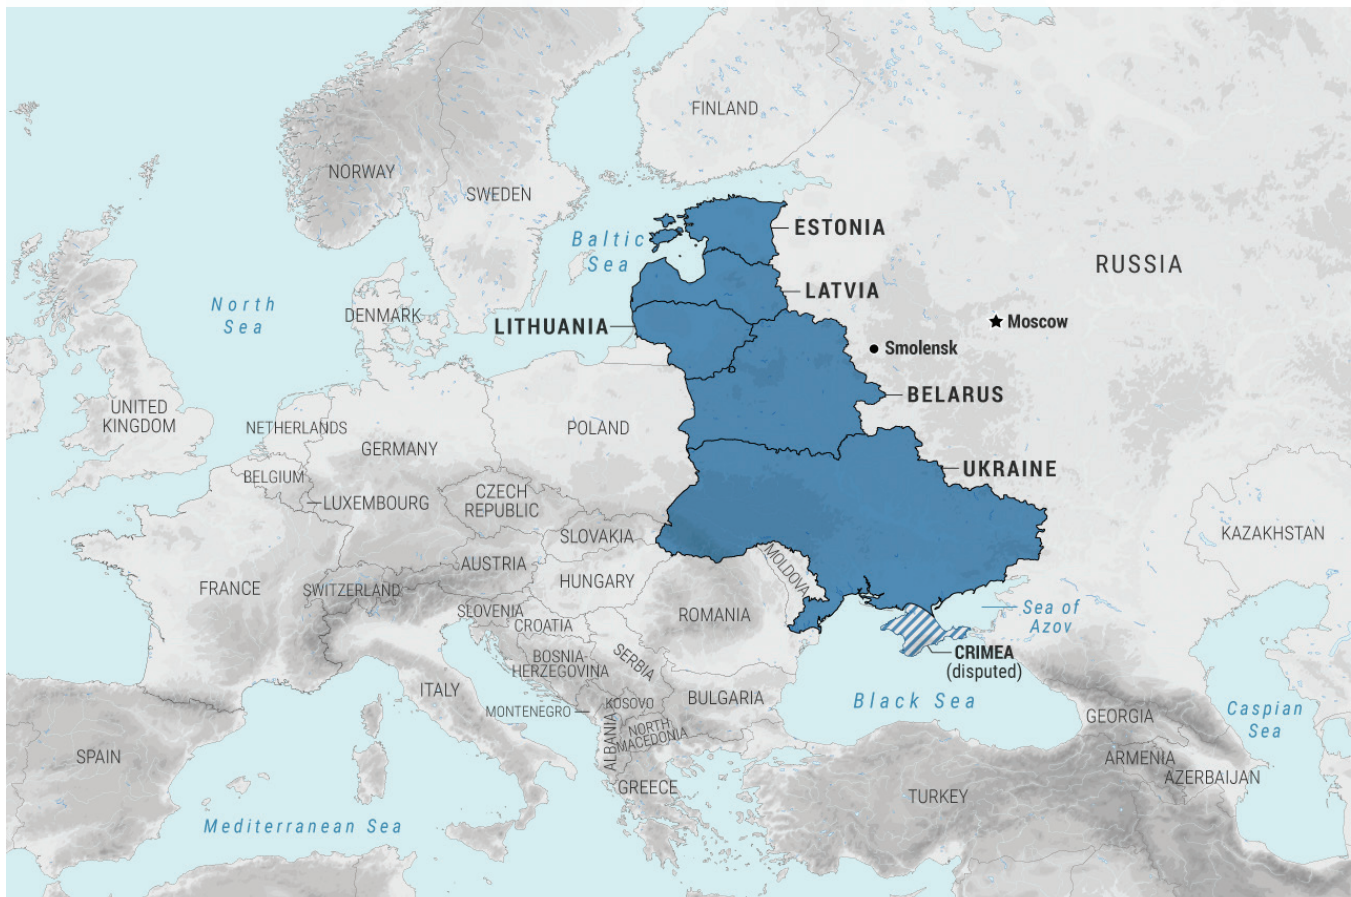 FINLAND
NORWAY
SWEDEN
ESTONIA
Baltic
Sea
RUSSIA
LATVIA
North
Sea
DENMARK
LITHUANIA
Moscow
Smolensk
BELARUS
UNITED
KINGDOM
NETHERLANDS
POLAND
GERMANY
UKRAINE
BELGIUM
LUXEMBOURG
CZECH
REPUBLIC
SLOVAKIA
KAZAKHSTAN
AUSTRIA
MOLDOVA
FRANCE
SWITZERLAND
HUNGARY
SLOVENIA
ROMANIA
Sea of
Azov
CROATIA
CRIMEA
(disputed)
BOSNIA-
HERZEGOVINA
SERBIA
ITALY
KOSOVO
BULGARIA
Black Sea
MONTENEGRO
GEORGIA
Caspian
Sea
NORTH
MACEDONIA
ALBANIA
SPAIN
ARMENIA
AZERBAIJAN
GREECE
TURKEY
Mediterranean Sea